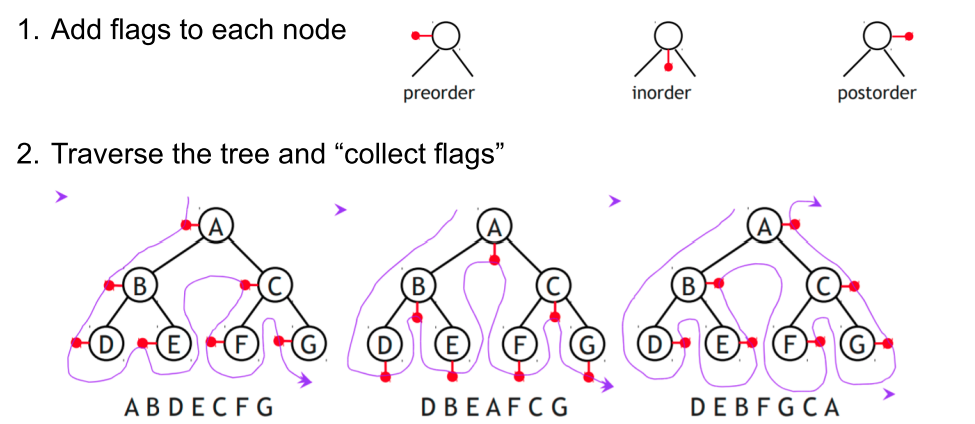 1. Add flags to each node
preorder
inorder
postorder
2. Traverse the tree and “collect flags”
A
B
C
D
E
F
G
A B D E C F G
A
B
C
D
E
F
G
D B E A F C G
A
B
C
D
E
F
G
D E B F G C A